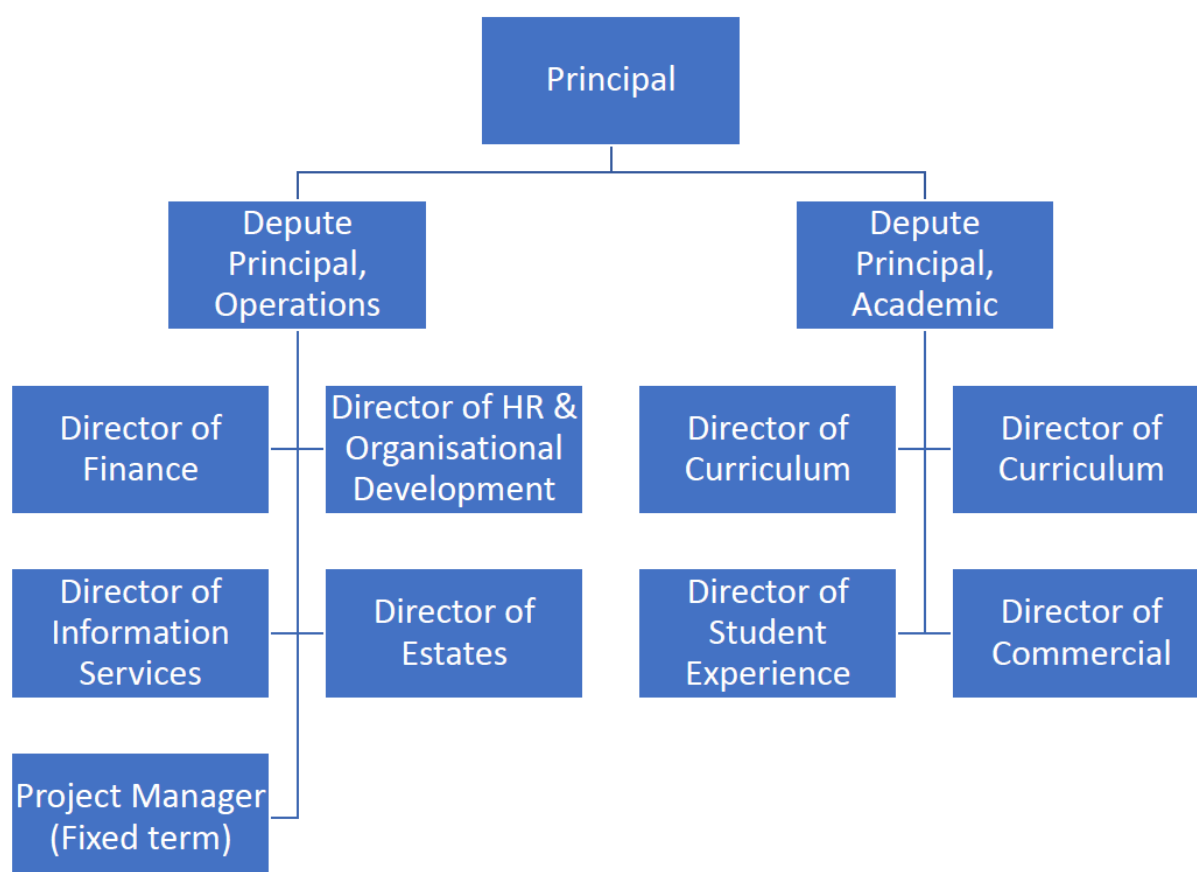 Principal
Depute
Principal,
Operations
Depute
Principal,
Academic
Director of
Finance
Director of HR &
Organisational
Development
Director of
Curriculum
Director of
Curriculum
Director of
Information
Services
Director of
Estates
Director of
Student
Experience
Director of
Commercial
Project Manager
(Fixed term)